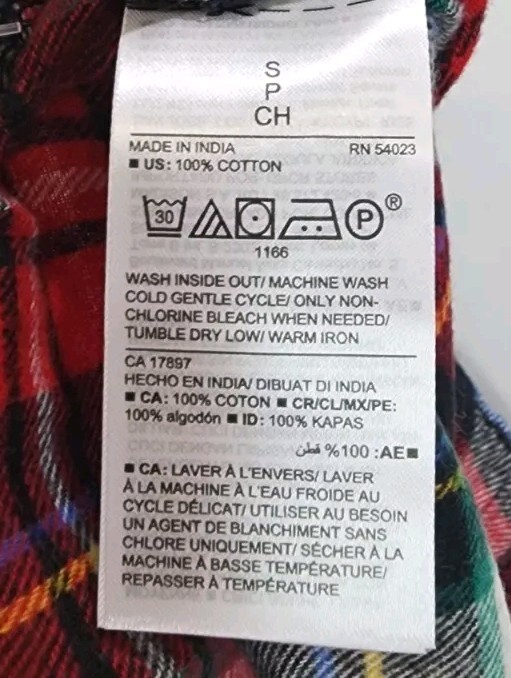 S
P
CH
MADE IN INDIA RN 54023
■ US: 100% COTTON
30 P ®
1166
WASH INSIDE OUT/ MACHINE WASH
COLD GENTLE CYCLE/ ONLY NON-
CHLORINE BLEACH WHEN NEEDED/
TUMBLE DRY LOW/ WARM IRON
CA 17897
HECHO EN INDIA/ DIBUAT DI INDIA
■ CA: 100% COTON ■ CR/CL/MX/PE:
100% algodón ■ ID: 100% KAPAS
■AE: 100% قطن
■ CA: LAVER À L'ENVERS/ LAVER
À LA MACHINE À L'EAU FROIDE AU
CYCLE DÉLICAT/ UTILISER AU BESOIN
UN AGENT DE BLANCHIMENT SANS
CHLORE UNIQUEMENT/ SÉCHER À LA
MACHINE À BASSE TEMPÉRATURE/
REPASSER À TEMPÉRATURE